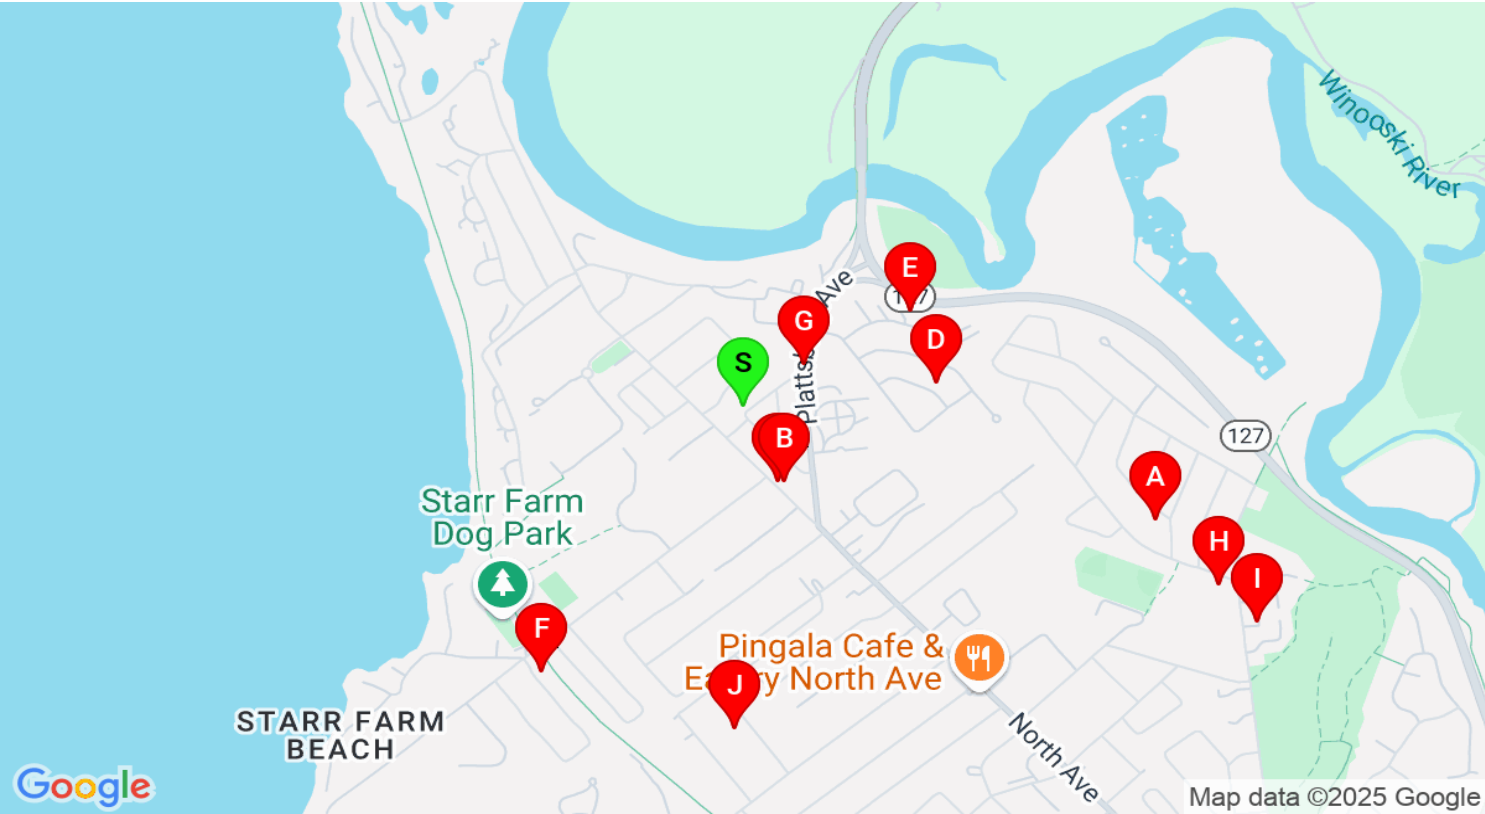 Winooski River
E
Ave
G
D
S
Platts
B
127
A
Starr Farm
Dog Park
H
I
F
Pingala Cafe &
North Ave
J
STARR FARM
BEACH
North Ave
Google
Map data ©2025 Google